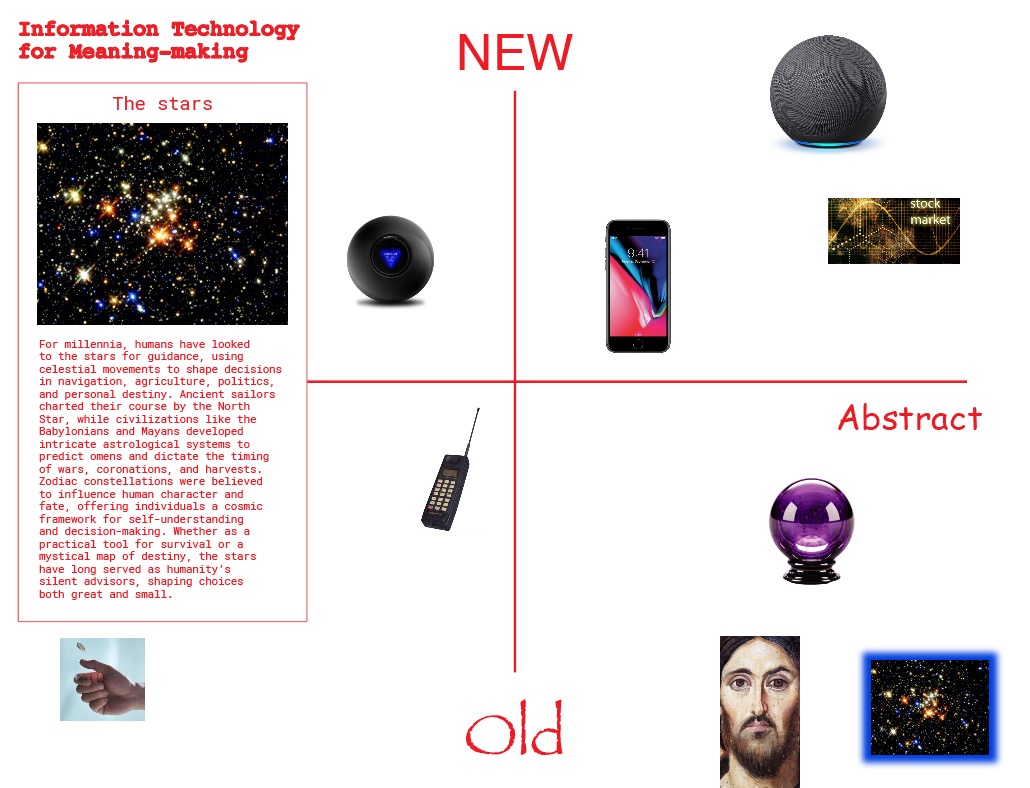 Information Technology
for Meaning-making
NEW
The stars
stock
market
9:41
For millennia, humans have looked
to the stars for guidance, using
celestial movements to shape decisions
in navigation, agriculture, politics,
and personal destiny. Ancient sailors
charted their course by the North
Star, while civilizations like the
Babylonians and Mayans developed
intricate astrological systems to
predict omens and dictate the timing
of wars, coronations, and harvests.
Zodiac constellations were believed
to influence human character and
fate, offering individuals a cosmic
framework for self-understanding
and decision-making. Whether as a
practical tool for survival or a
mystical map of destiny, the stars
have long served as humanity's
silent advisors, shaping choices
both great and small.
Abstract
Old